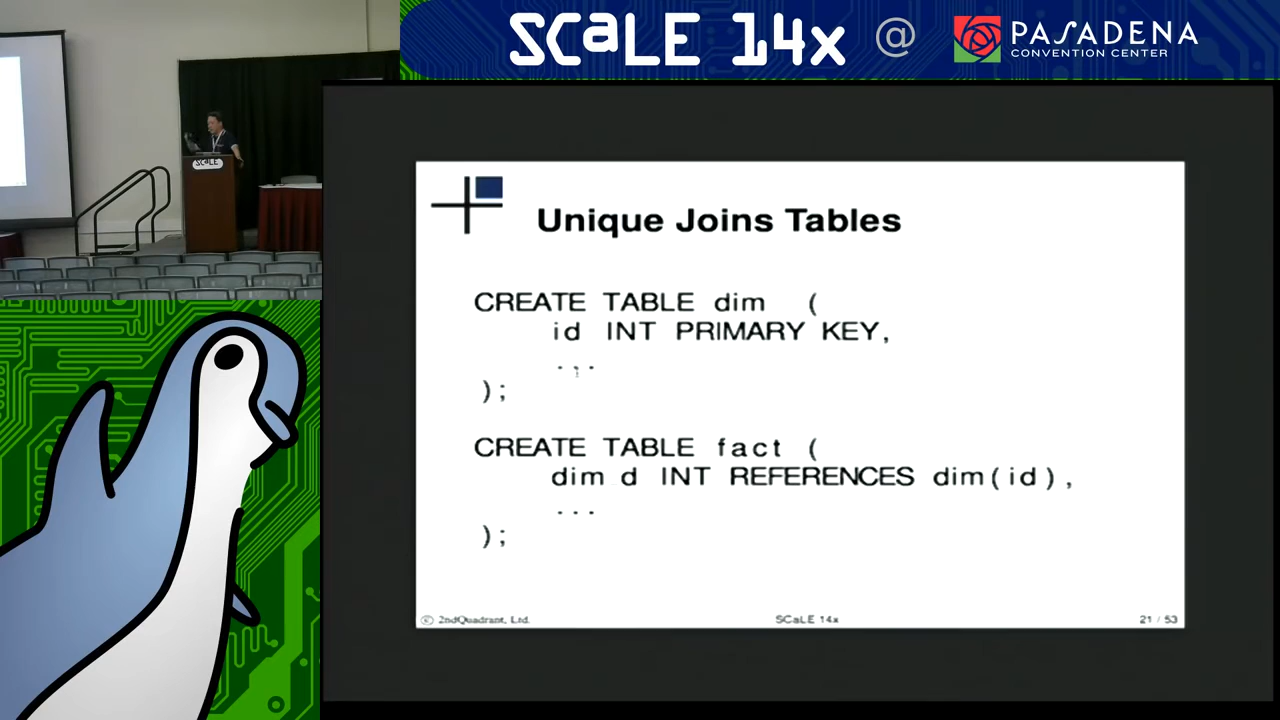 SCaLE 14x @ PASADENA
CONVENTION CENTER
SCaLE
Unique Joins Tables
CREATE TABLE dim (
id INT PRIMARY KEY,
...
);
CREATE TABLE fact (
dim d INT REFERENCES dim(id),
...
);
© 2ndQuadrant, Ltd.
SCaLE 14x
21 / 53